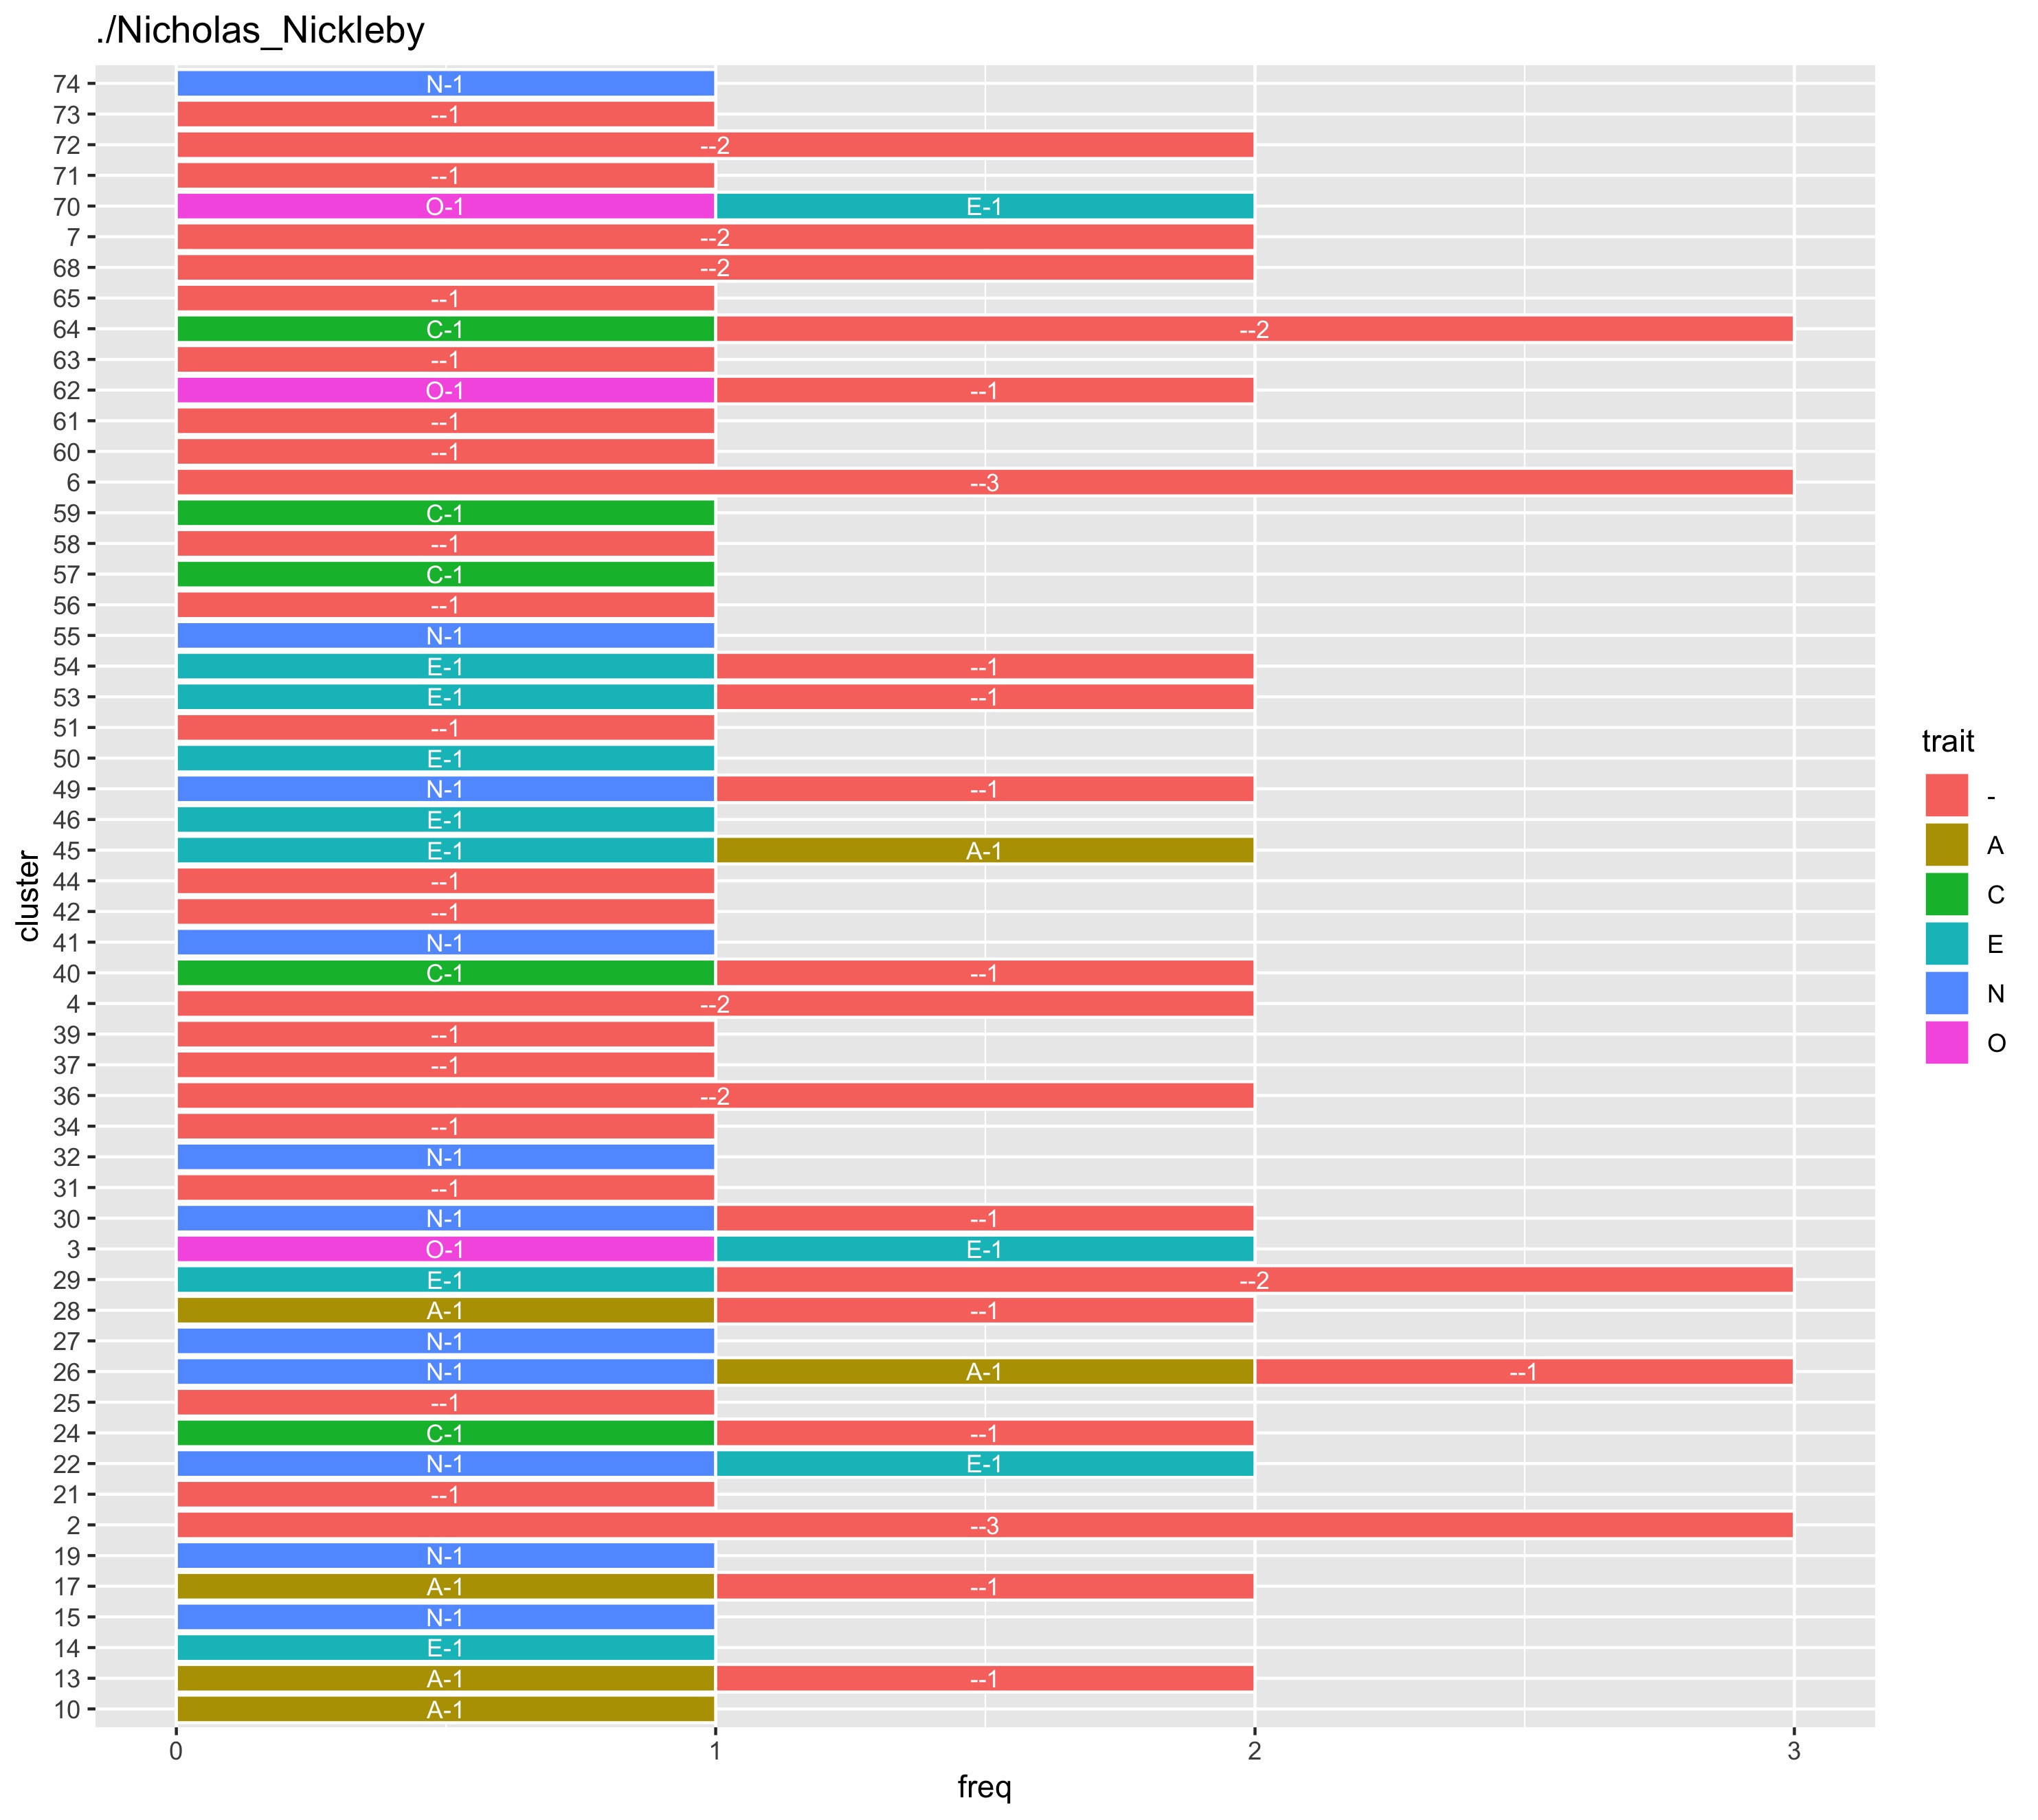 ./Nicholas_Nickleby
74 N-1
73 --1
72 --2
71 --1
70 O-1 E-1
7 --2
68 --2
65 --1
64 C-1 --2
63 --1
62 O-1 --1
61 --1
60 --1
6 --3
59 C-1
58 --1
57 C-1
56 --1
55 N-1
54 E-1 --1
53 E-1 --1
51 --1
50 E-1
49 N-1 --1
46 E-1
45 E-1 A-1
44 --1
42 --1
41 N-1
40 C-1 --1
4 --2
39 --1
37 --1
36 --2
34 --1
32 N-1
31 --1
30 N-1 --1
3 O-1 E-1
29 E-1 --2
28 A-1 --1
27 N-1
26 N-1 A-1 --1
25 --1
24 C-1 --1
22 N-1 E-1
21 --1
2 --3
19 N-1
17 A-1 --1
15 N-1
14 E-1
13 A-1 --1
10 A-1
0 1 2 3
freq
cluster
trait
-
A
C
E
N
O